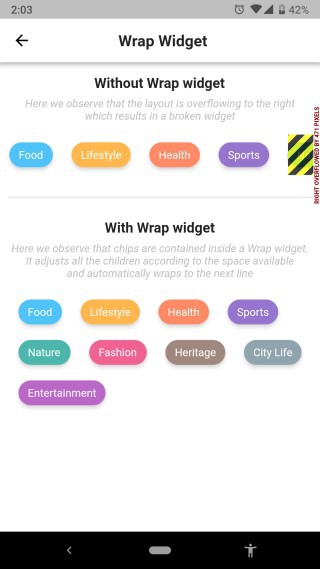 2:03
42%
Wrap Widget
Without Wrap widget
Here we observe that the layout is overflowing to the right
which results in a broken widget
Food Lifestyle Health Sports
RIGHT OVERFLOWED BY 471 PIXELS
With Wrap widget
Here we observe that chips are contained inside a Wrap widget.
It adjusts all the children according to the space available
and automatically wraps to the next line
Food Lifestyle Health Sports
Nature Fashion Heritage City Life
Entertainment